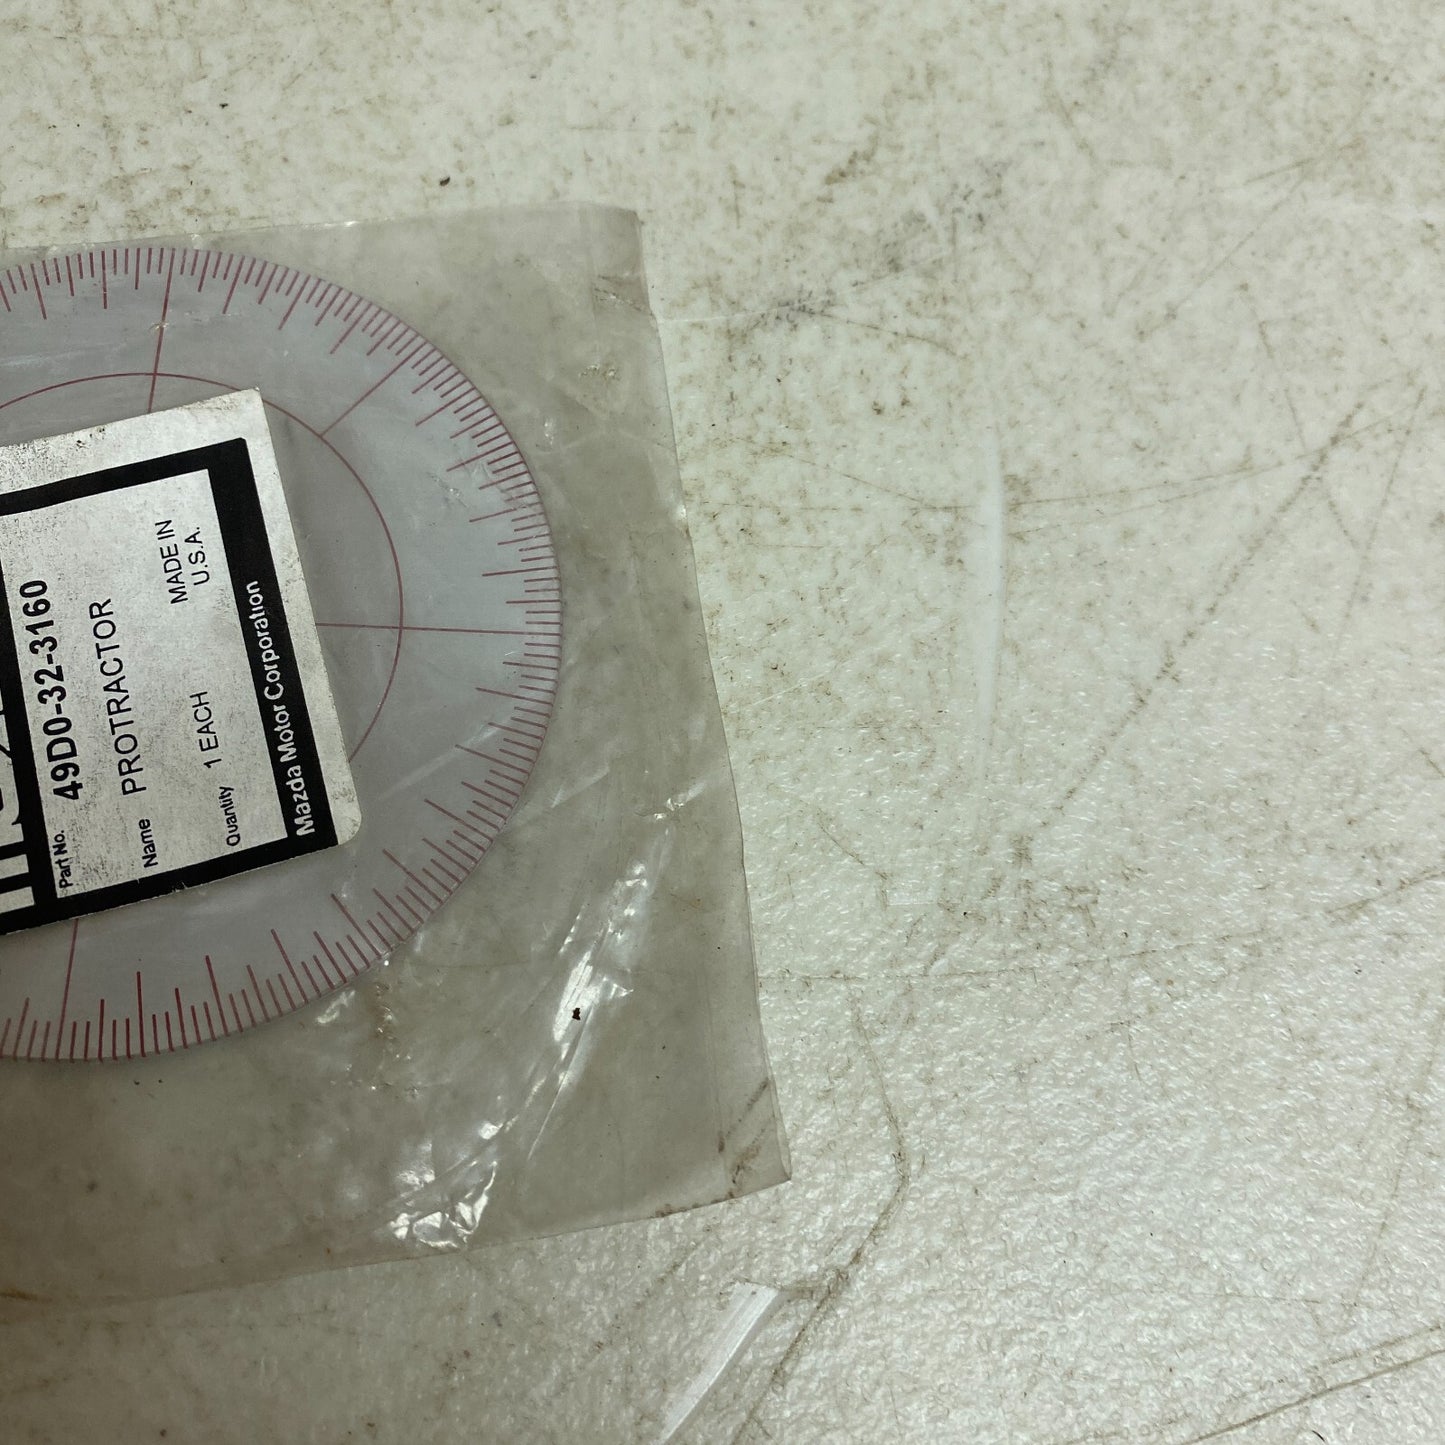 Part No. 49D0-32-3160
Name PROTRACTOR
Quantity 1 EACH MADE IN
U.S.A.
Mazda Motor Corporation